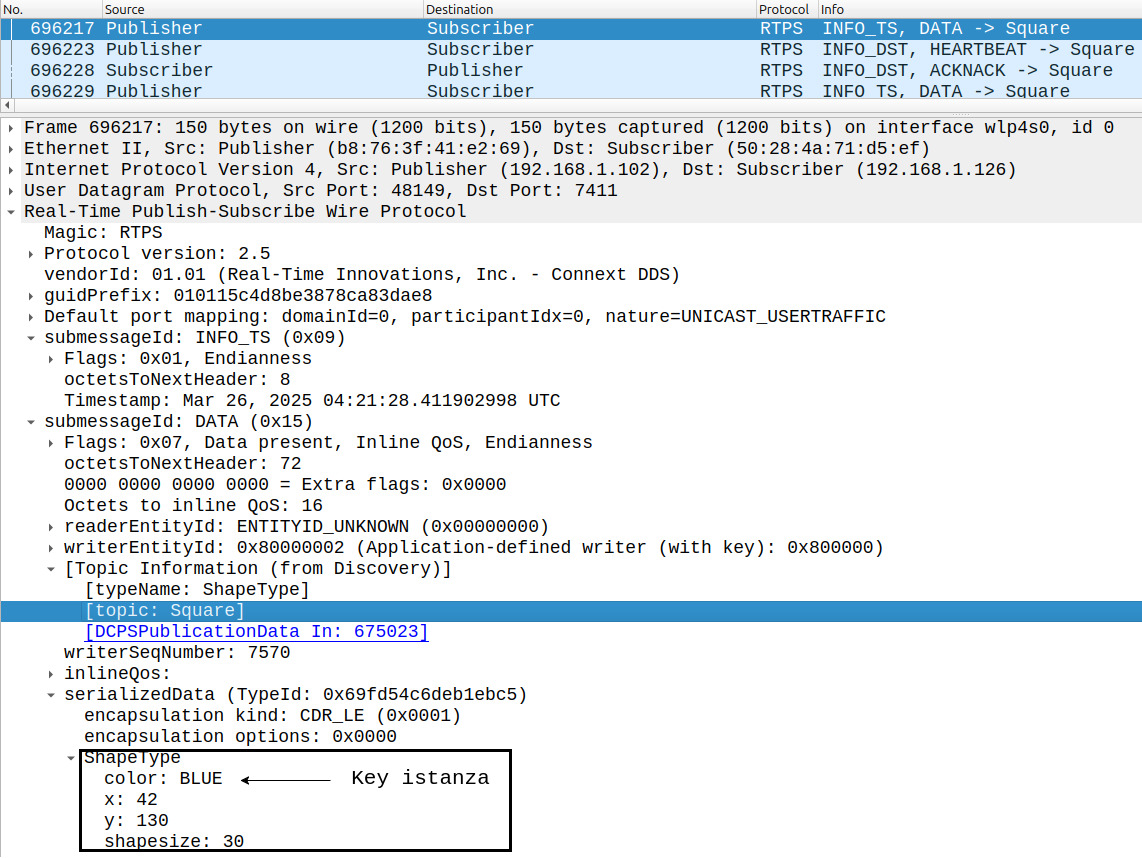 No. Source Destination Protocol Info
696217 Publisher Subscriber RTPS INFO_TS, DATA -> Square
696223 Publisher Subscriber RTPS INFO_DST, HEARTBEAT -> Square
696228 Subscriber Publisher RTPS INFO_DST, ACKNACK -> Square
696229 Publisher Subscriber RTPS INFO_TS, DATA -> Square
Frame 696217: 150 bytes on wire (1200 bits), 150 bytes captured (1200 bits) on interface wlp4s0, id 0
Ethernet II, Src: Publisher (b8:76:3f:41:e2:69), Dst: Subscriber (50:28:4a:71:d5:ef)
Internet Protocol Version 4, Src: Publisher (192.168.1.102), Dst: Subscriber (192.168.1.126)
User Datagram Protocol, Src Port: 48149, Dst Port: 7411
Real-Time Publish-Subscribe Wire Protocol
Magic: RTPS
Protocol version: 2.5
vendorId: 01.01 (Real-Time Innovations, Inc. - Connext DDS)
guidPrefix: 010115c4d8be3878ca83dae8
Default port mapping: domainId=0, participantIdx=0, nature=UNICAST_USERTRAFFIC
submessageId: INFO_TS (0x09)
Flags: 0x01, Endianness
octetsToNextHeader: 8
Timestamp: Mar 26, 2025 04:21:28.411902998 UTC
submessageId: DATA (0x15)
Flags: 0x07, Data present, Inline QoS, Endianness
octetsToNextHeader: 72
0000 0000 0000 0000 = Extra flags: 0x0000
Octets to inline QoS: 16
readerEntityId: ENTITYID_UNKNOWN (0x00000000)
writerEntityId: 0x80000002 (Application-defined writer (with key): 0x800000)
[Topic Information (from Discovery)]
[typeName: ShapeType]
[topic: Square]
[DCPSPublicationData In: 675023]
writerSeqNumber: 7570
inlineQos:
serializedData (TypeId: 0x69fd54c6deb1ebc5)
encapsulation kind: CDR_LE (0x0001)
encapsulation options: 0x0000
ShapeType
color: BLUE Key istanza
x: 42
y: 130
shapesize: 30